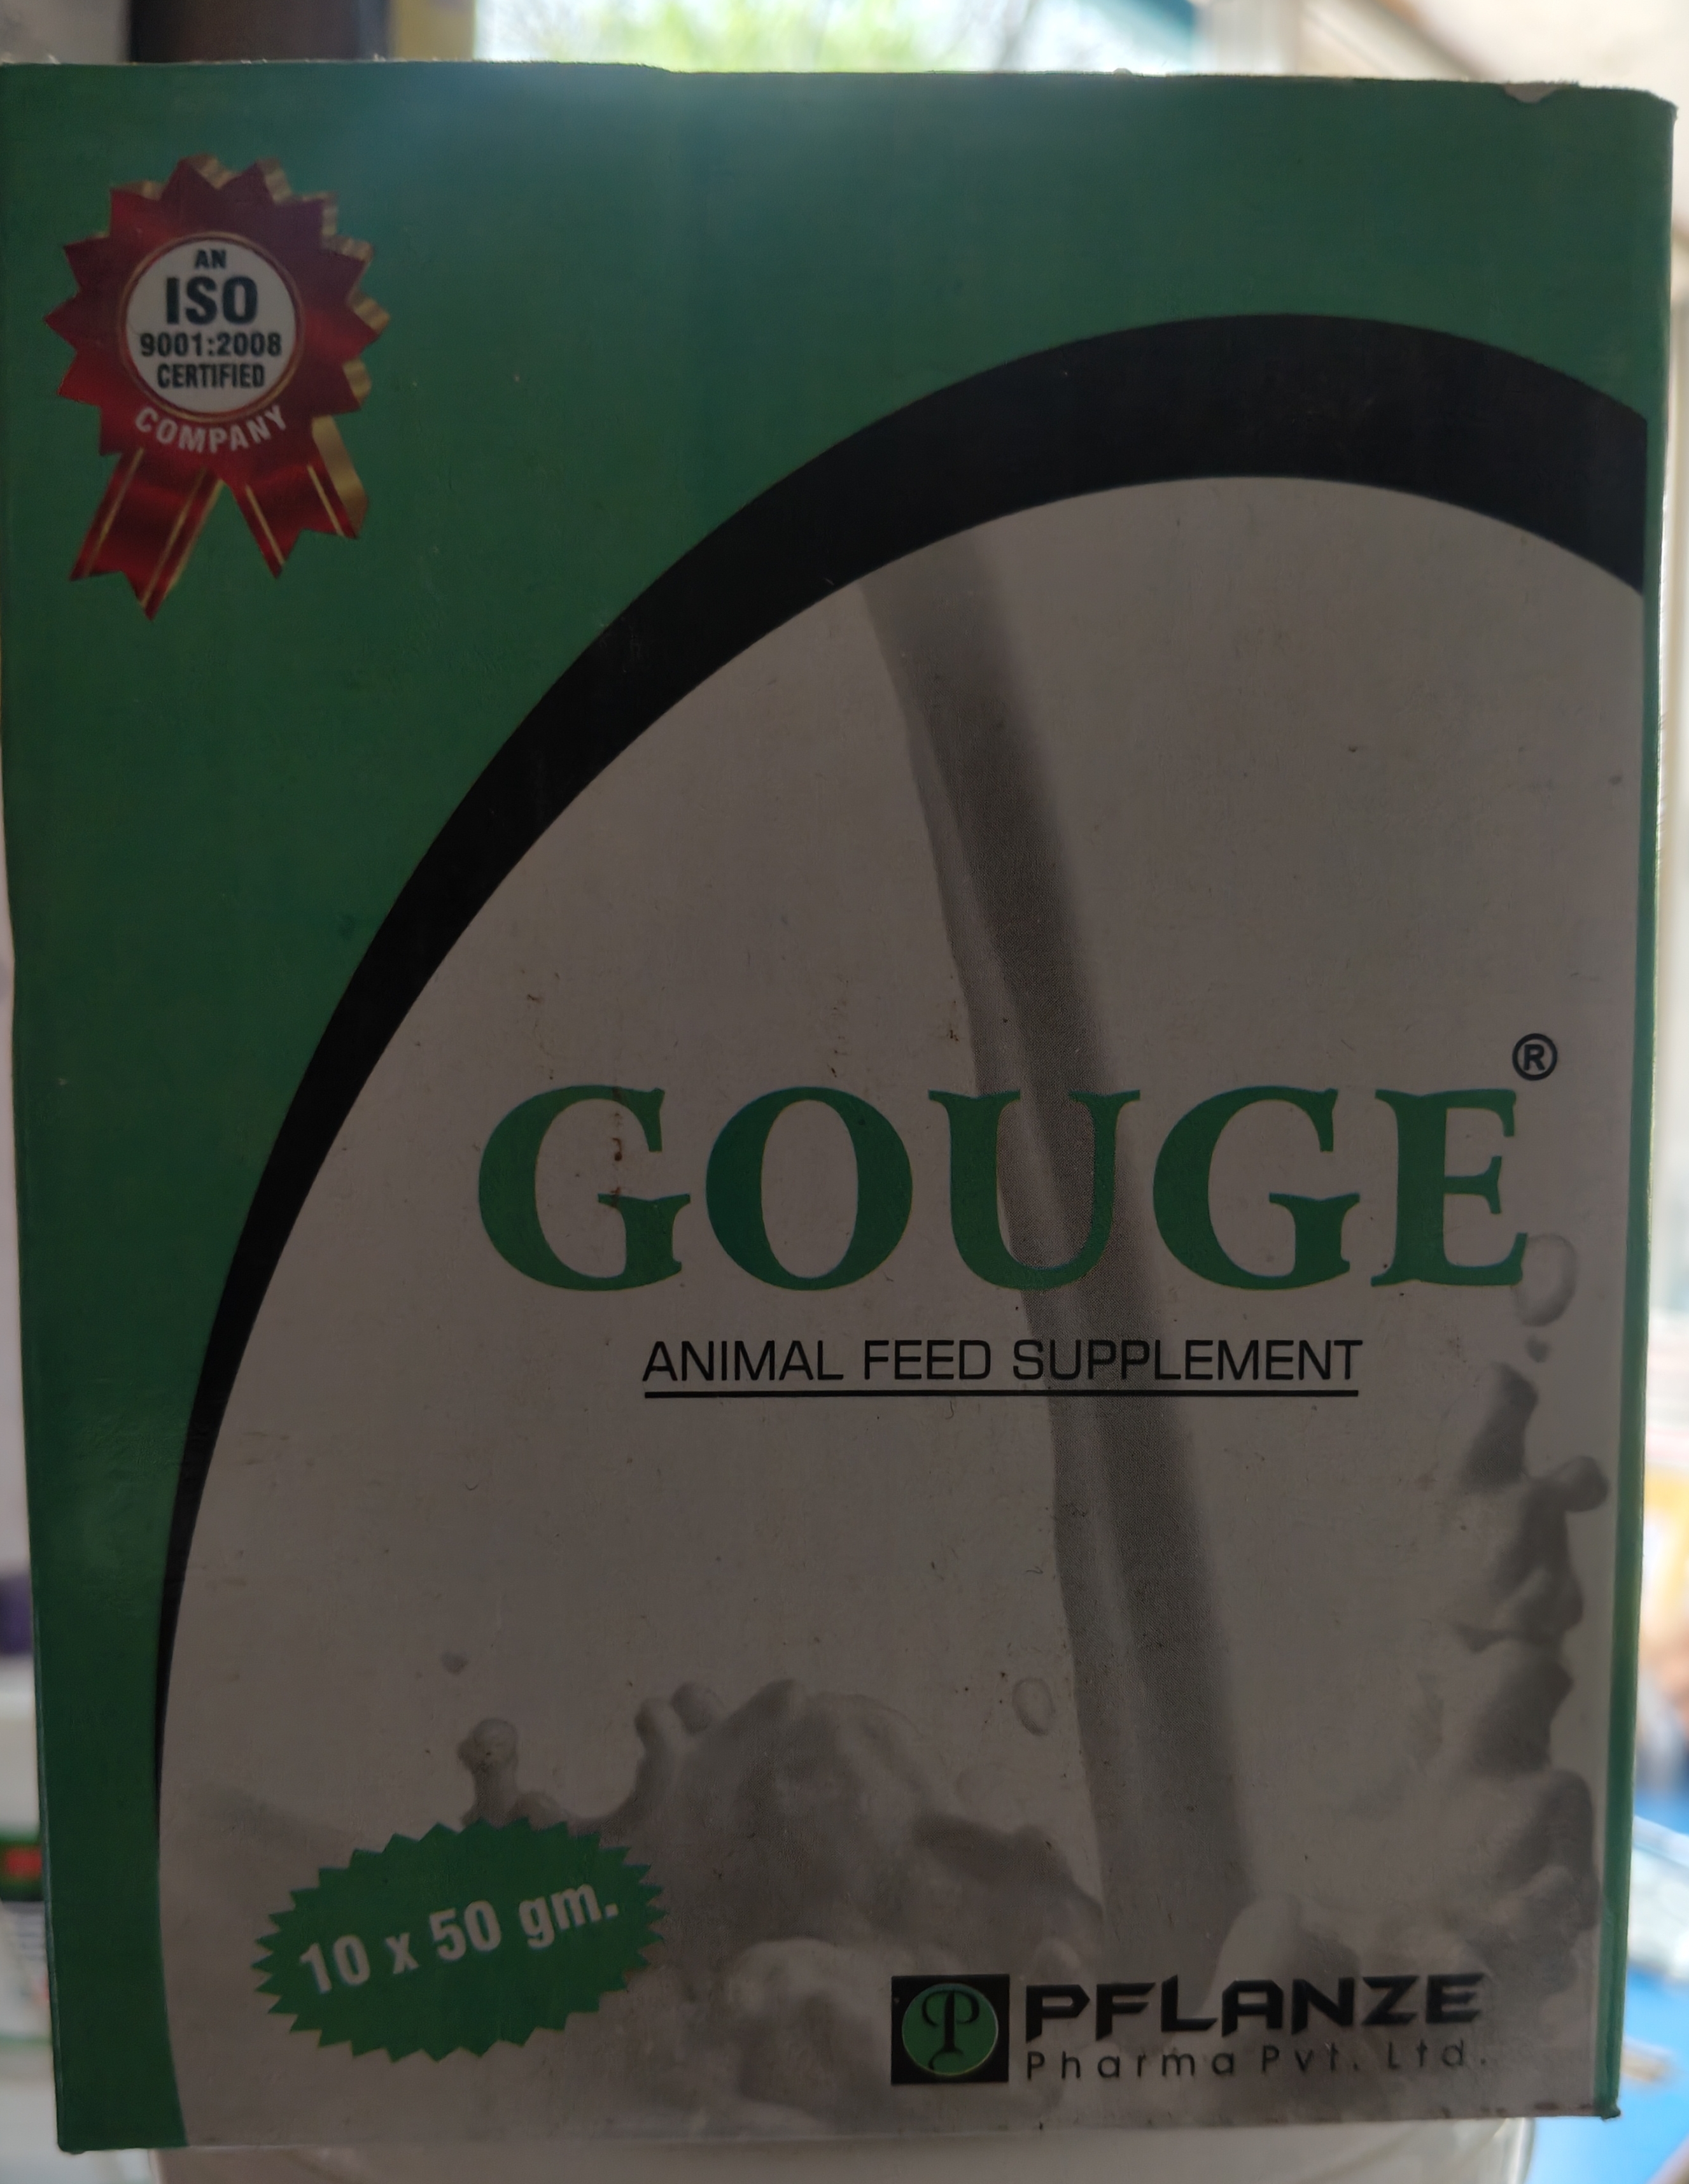 AN
ISO
9001:2008
CERTIFIED
COMPANY
GOUGE®
ANIMAL FEED SUPPLEMENT
10 x 50 gm.
P
PFLANZE
Pharma Pvt. Ltd.